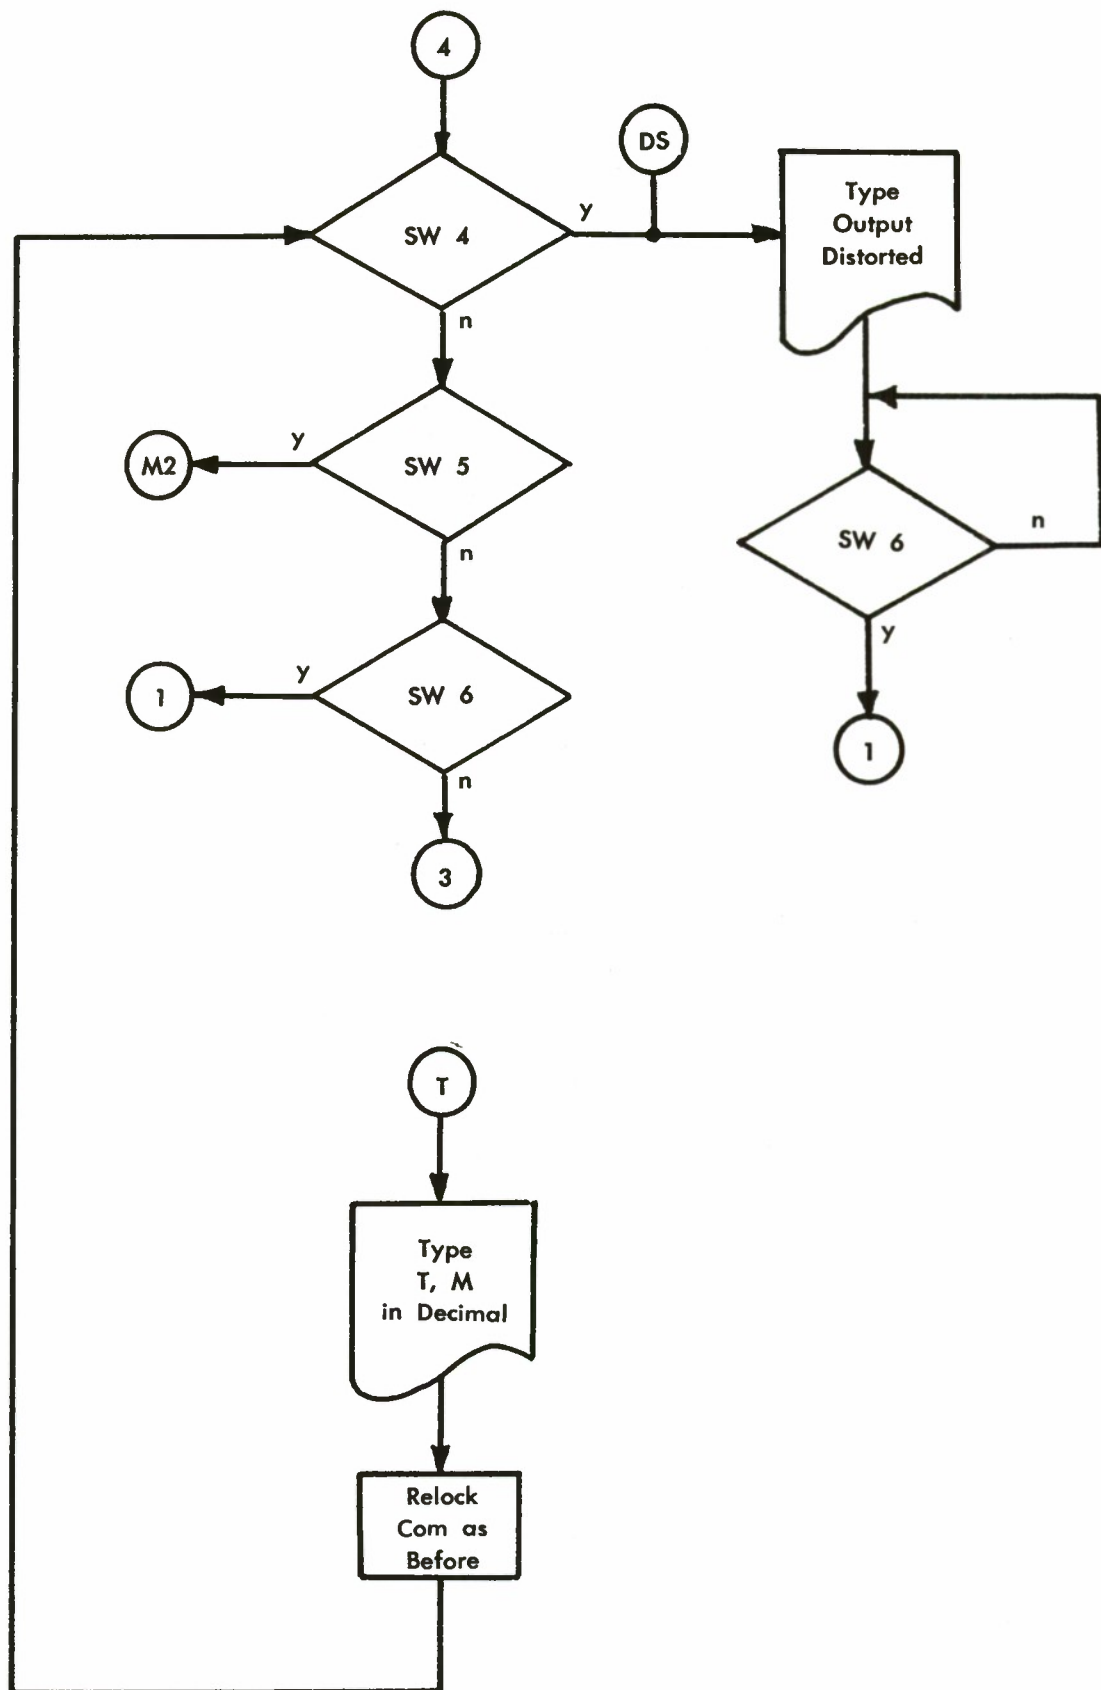 4
DS
SW 4
y
n
Type
Output
Distorted
SW 5
y
M2
n
SW 6
n
y
1
SW 6
y
1
n
3
T
Type
T, M
in Decimal
Relock
Com as
Before